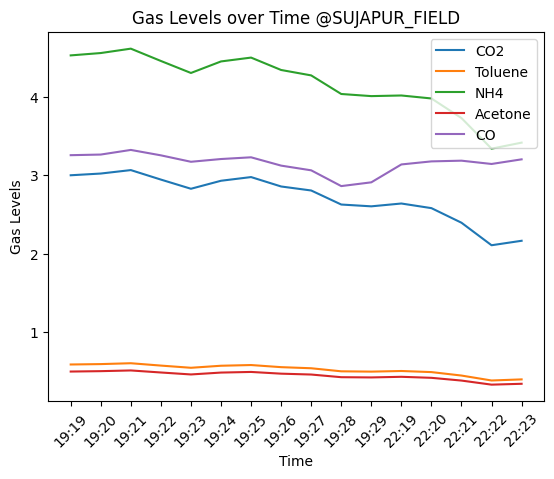 Gas Levels over Time @SUJAPUR_FIELD
CO2
Toluene
NH4
Acetone
CO
Gas Levels
4
3
2
1
19:19 19:20 19:21 19:22 19:23 19:24 19:25 19:26 19:27 19:28 19:29 22:19 22:20 22:21 22:22 22:23
Time